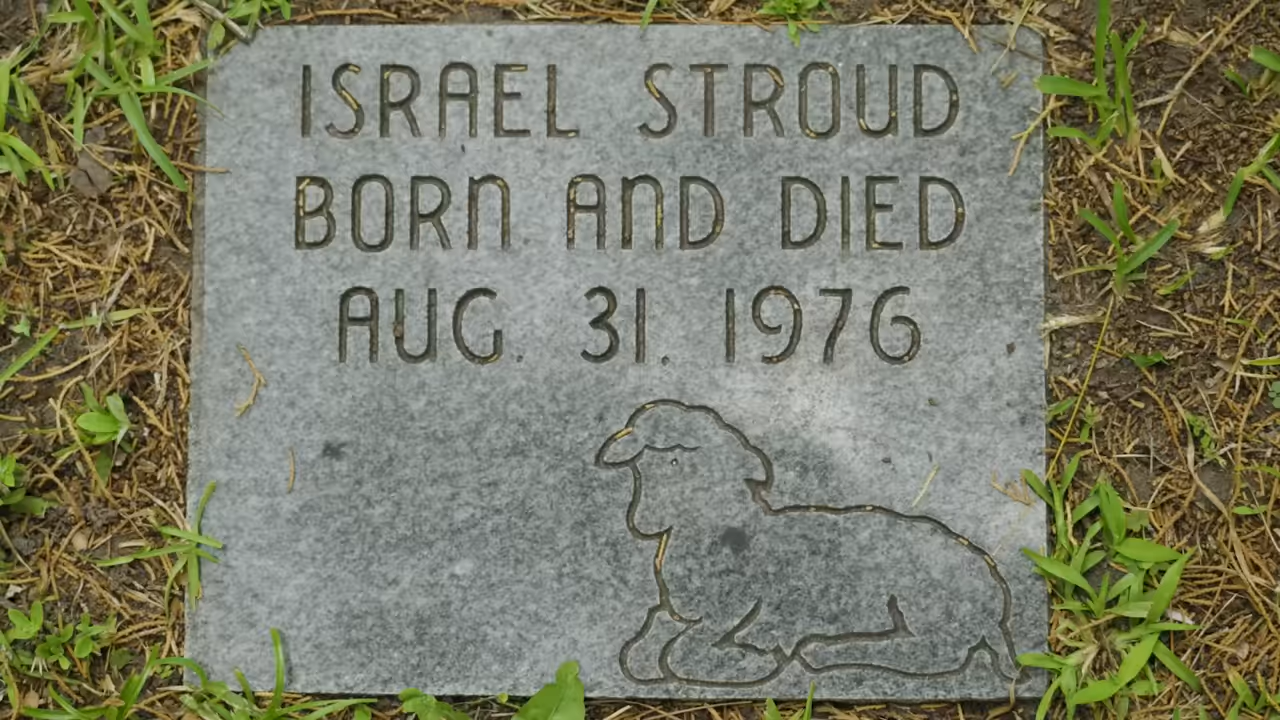 ISRAEL STROUD
BORN AND DIED
AUG. 31. 1976